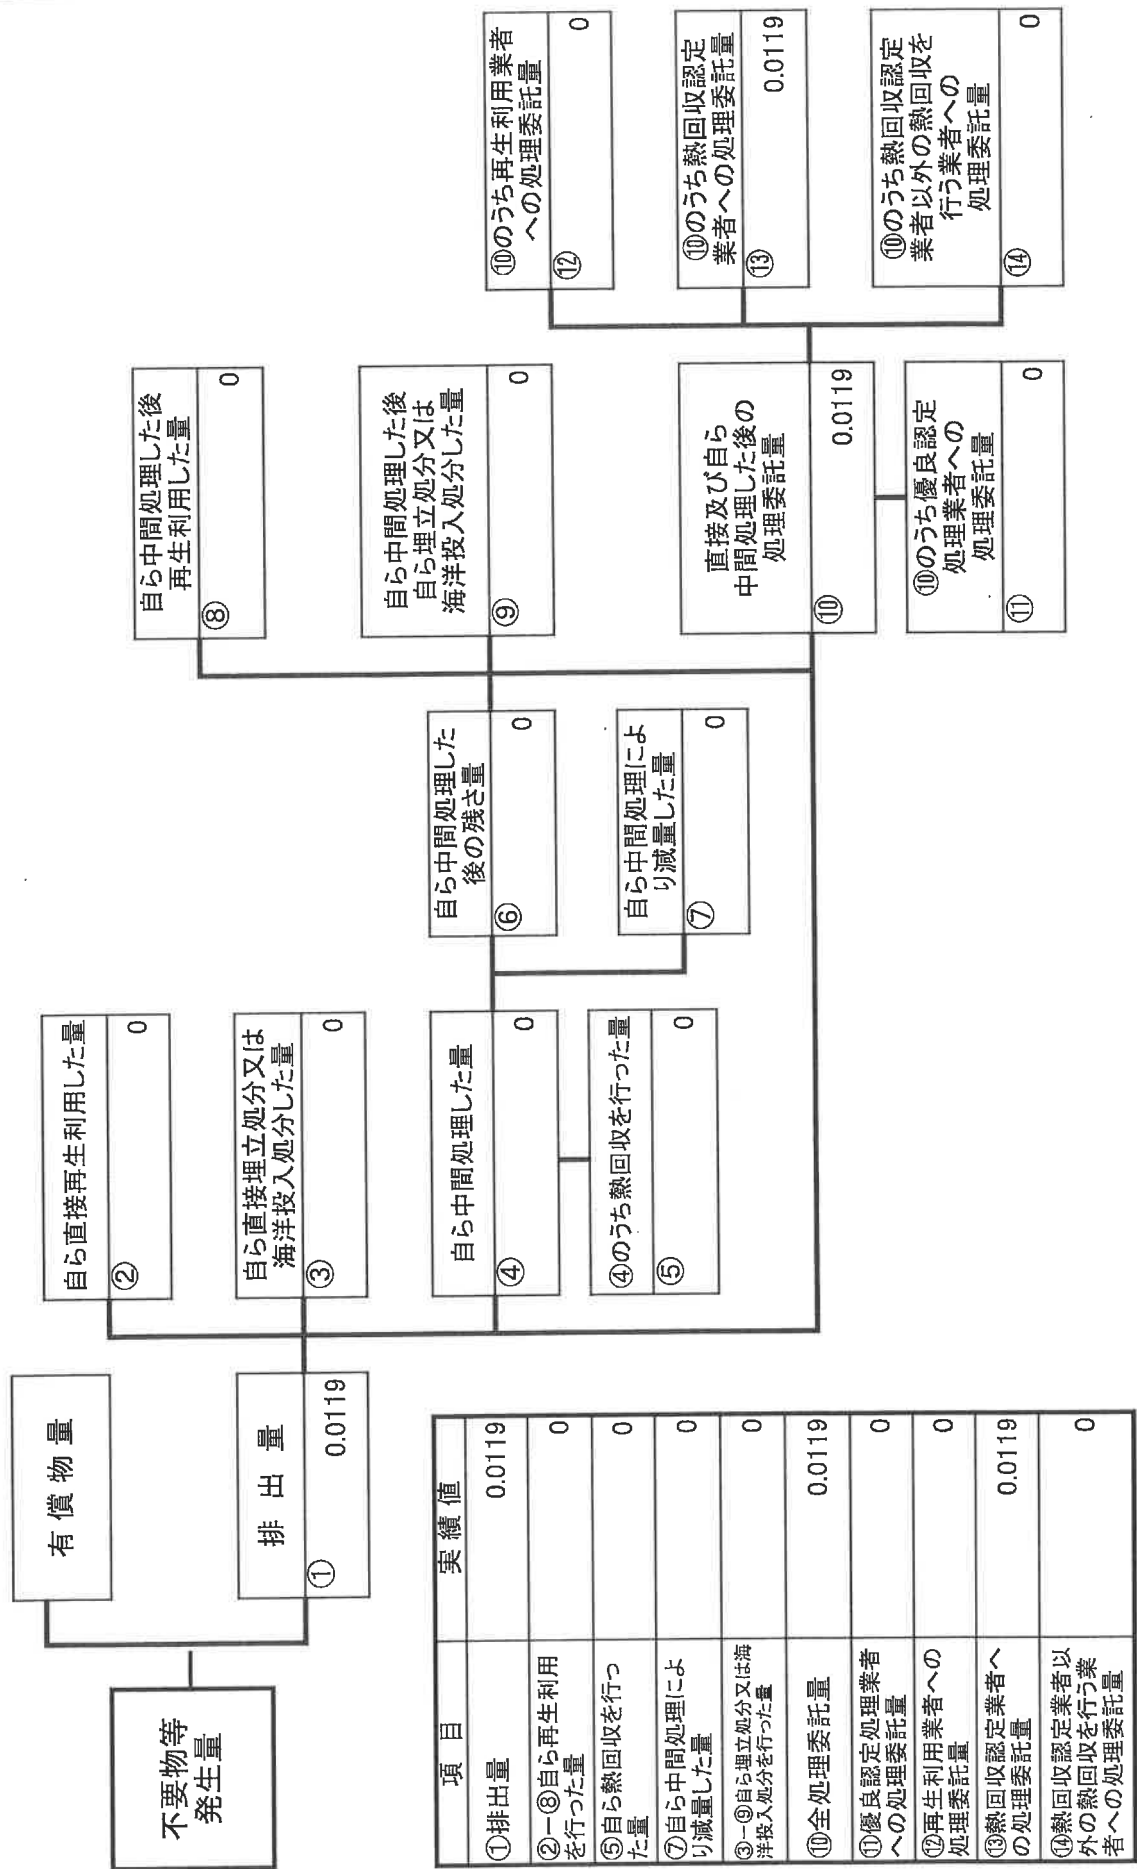 不要物等
発生量
有 償 物 量
排 出 量
① 0.0119
自ら直接再生利用した量
② 0
自ら直接埋立処分又は
海洋投入処分した量
③ 0
自ら中間処理した量
④ 0
④のうち熱回収を行った量
⑤ 0
自ら中間処理した
後の残さ量
⑥ 0
自ら中間処理によ
り減量した量
⑦ 0
自ら中間処理した後
再生利用した量
⑧ 0
自ら中間処理した後
自ら埋立処分又は
海洋投入処分した量
⑨ 0
直接及び自ら
中間処理した後の
処理委託量
⑩ 0.0119
⑩のうち優良認定
処理業者への
処理委託量
⑪ 0
⑩のうち再生利用業者
への処理委託量
⑫ 0
⑩のうち熱回収認定
業者への処理委託量
⑬ 0.0119
⑩のうち熱回収認定
業者以外の熱回収を
行う業者への
処理委託量
⑭ 0
項 目 実 績 値
①排出量 0.0119
②ー⑧自ら再生利用
を行った量 0
⑤自ら熱回収を行っ
た量 0
⑦自ら中間処理によ
り減量した量 0
③ー⑨自ら埋立処分又は海
洋投入処分を行った量 0
⑩全処理委託量 0.0119
⑪優良認定処理業者
への処理委託量 0
⑫再生利用業者への
処理委託量 0
⑬熱回収認定業者へ
の処理委託量 0.0119
⑭熱回収認定業者以
外の熱回収を行う業
者への処理委託量 0